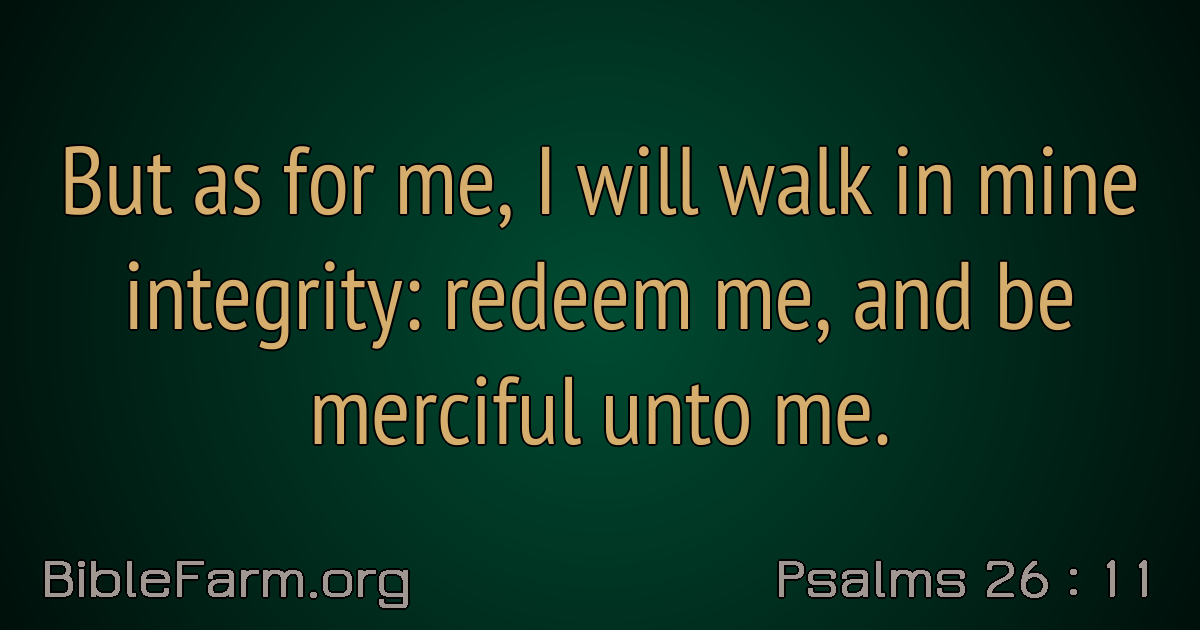 But as for me, I will walk in mine
integrity: redeem me, and be
merciful unto me.
BibleFarm.org
Psalms 26 : 11